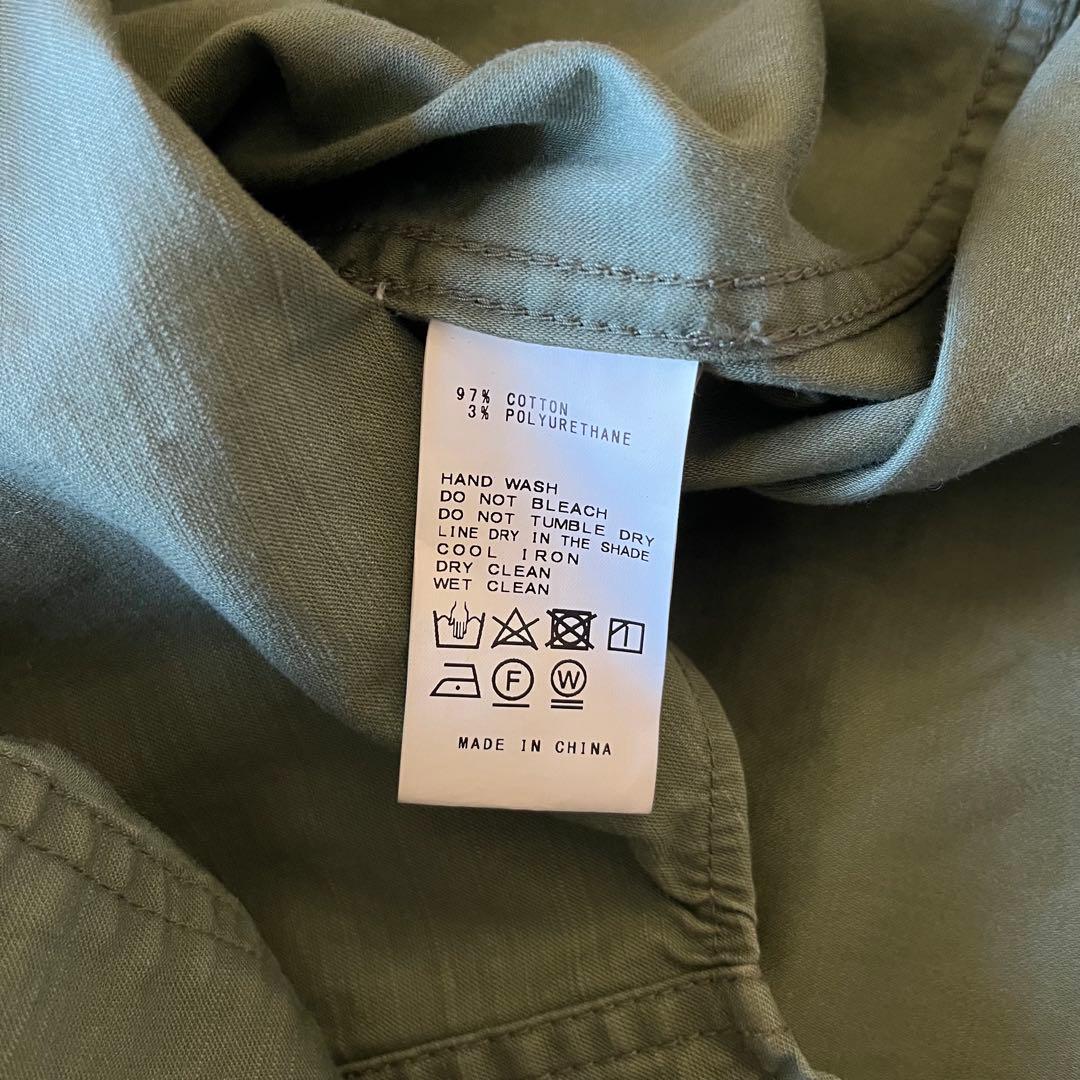 97% COTTON
3% POLYURETHANE
HAND WASH
DO NOT BLEACH
DO NOT TUMBLE DRY
LINE DRY IN THE SHADE
COOL IRON
DRY CLEAN
WET CLEAN
F W
MADE IN CHINA